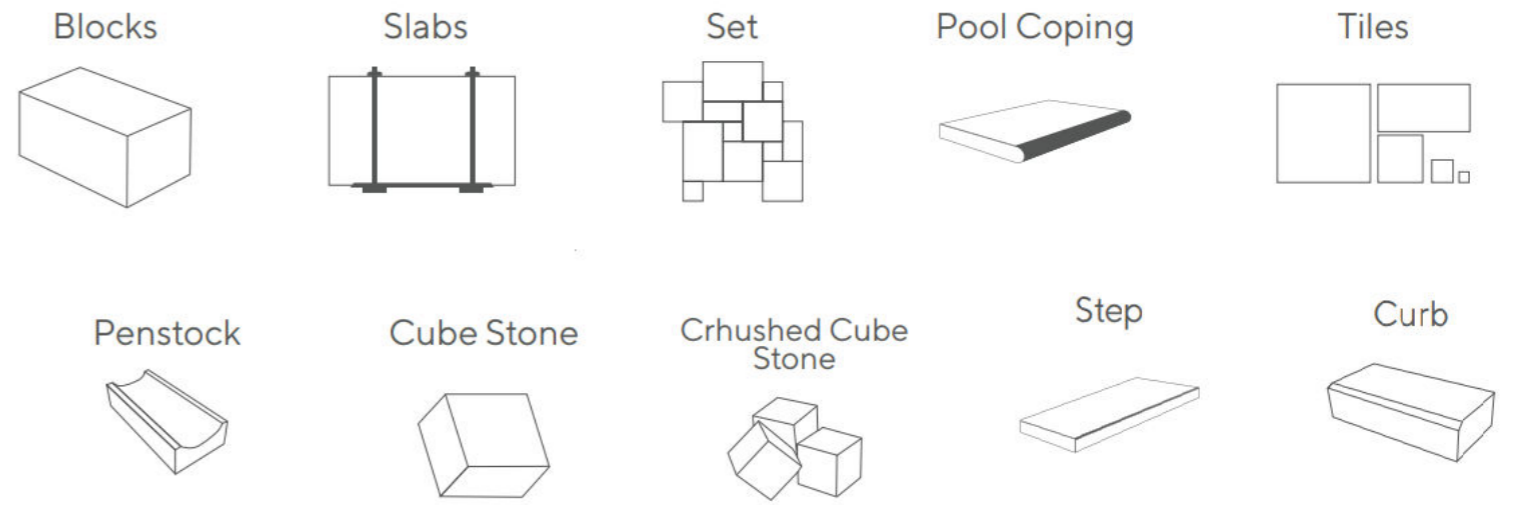 Blocks
Slabs
Set
Pool Coping
Tiles
Penstock
Cube Stone
Crhushed Cube
Stone
Step
Curb